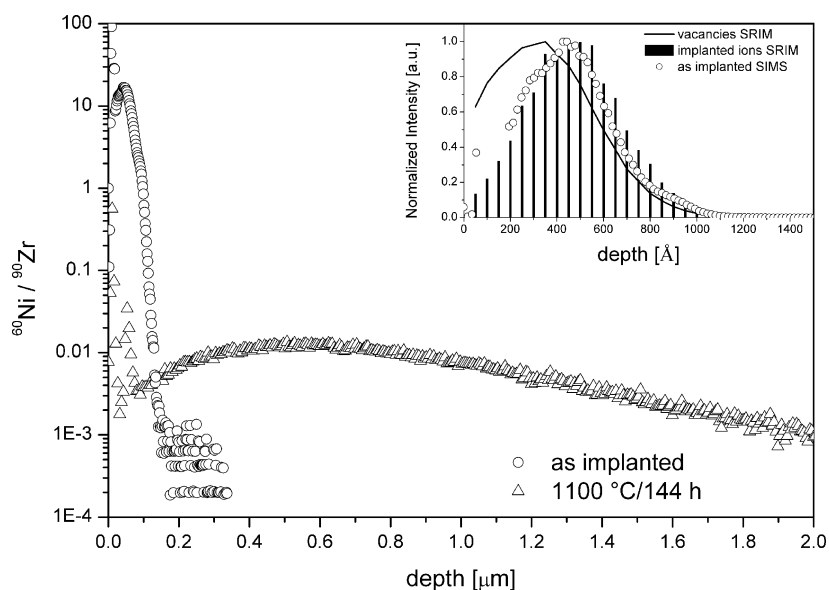 100
10
1
0.1
0.01
1E-3
1E-4
⁶⁰Ni / ⁹⁰Zr
0.0 0.2 0.4 0.6 0.8 1.0 1.2 1.4 1.6 1.8 2.0
depth [μm]
as implanted
1100 °C/144 h
1.0
0.8
0.6
0.4
0.2
0.0
Normalized Intensity [a.u.]
0 200 400 600 800 1000 1200 1400
depth [Å]
vacancies SRIM
implanted ions SRIM
as implanted SIMS